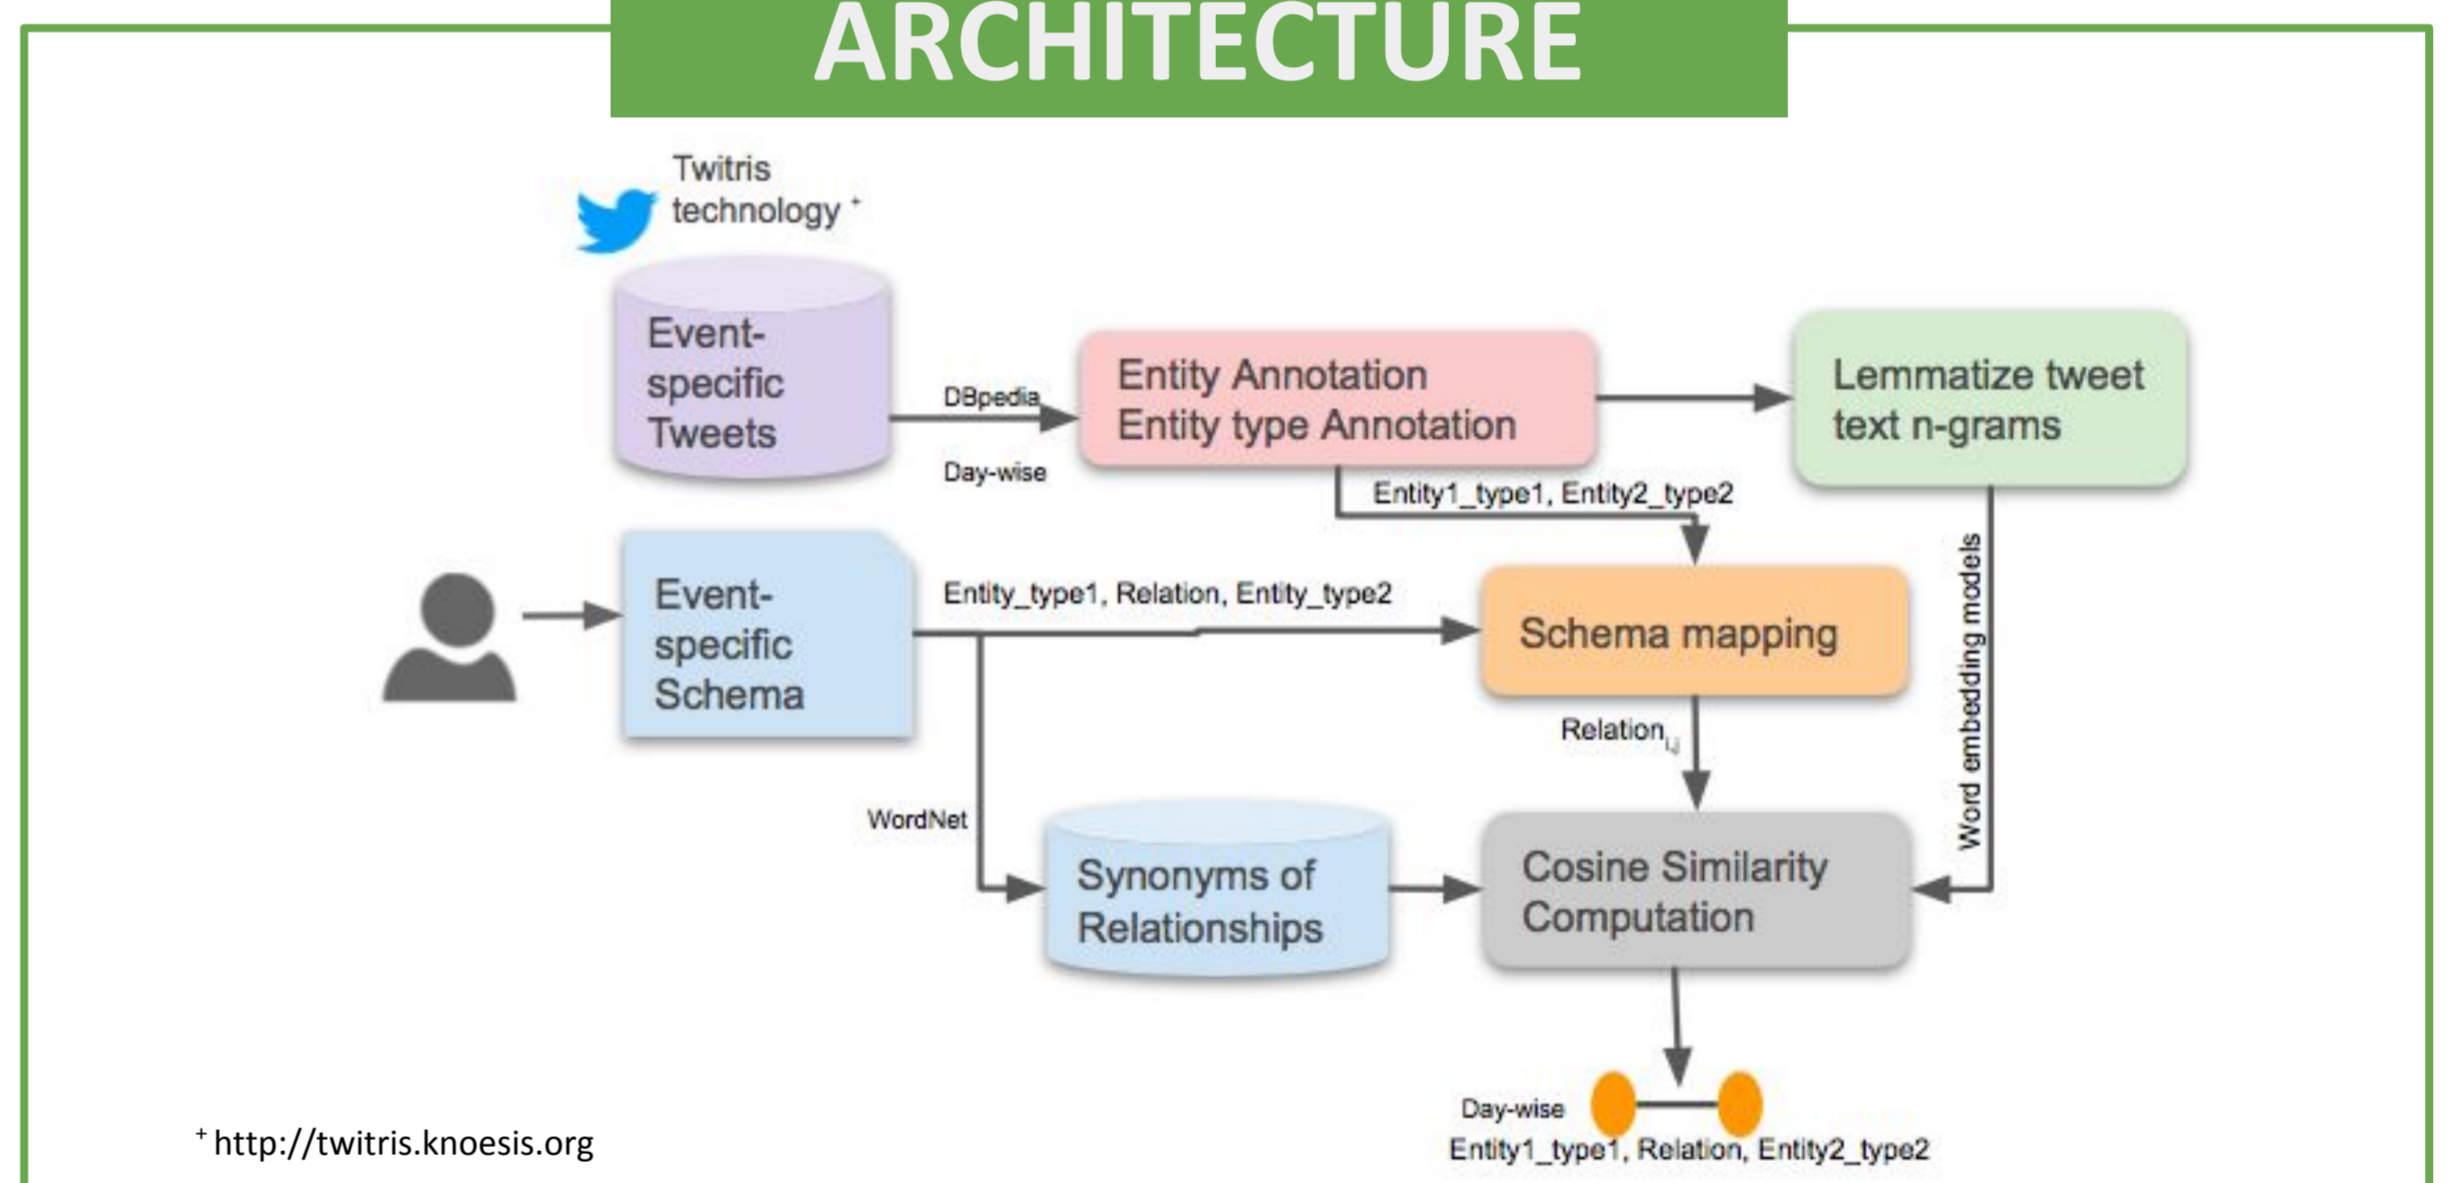 ARCHITECTURE
Twitris
technology +
Event-
specific
Tweets
DBpedia
Day-wise
Entity Annotation
Entity type Annotation
Lemmatize tweet
text n-grams
Entity1_type1, Entity2_type2
Event-
specific
Schema
Entity_type1, Relation, Entity_type2
Schema mapping
Word embedding models
Relation i,j
WordNet
Synonyms of
Relationships
Cosine Similarity
Computation
Day-wise
Entity1_type1, Relation, Entity2_type2
+ http://twitris.knoesis.org